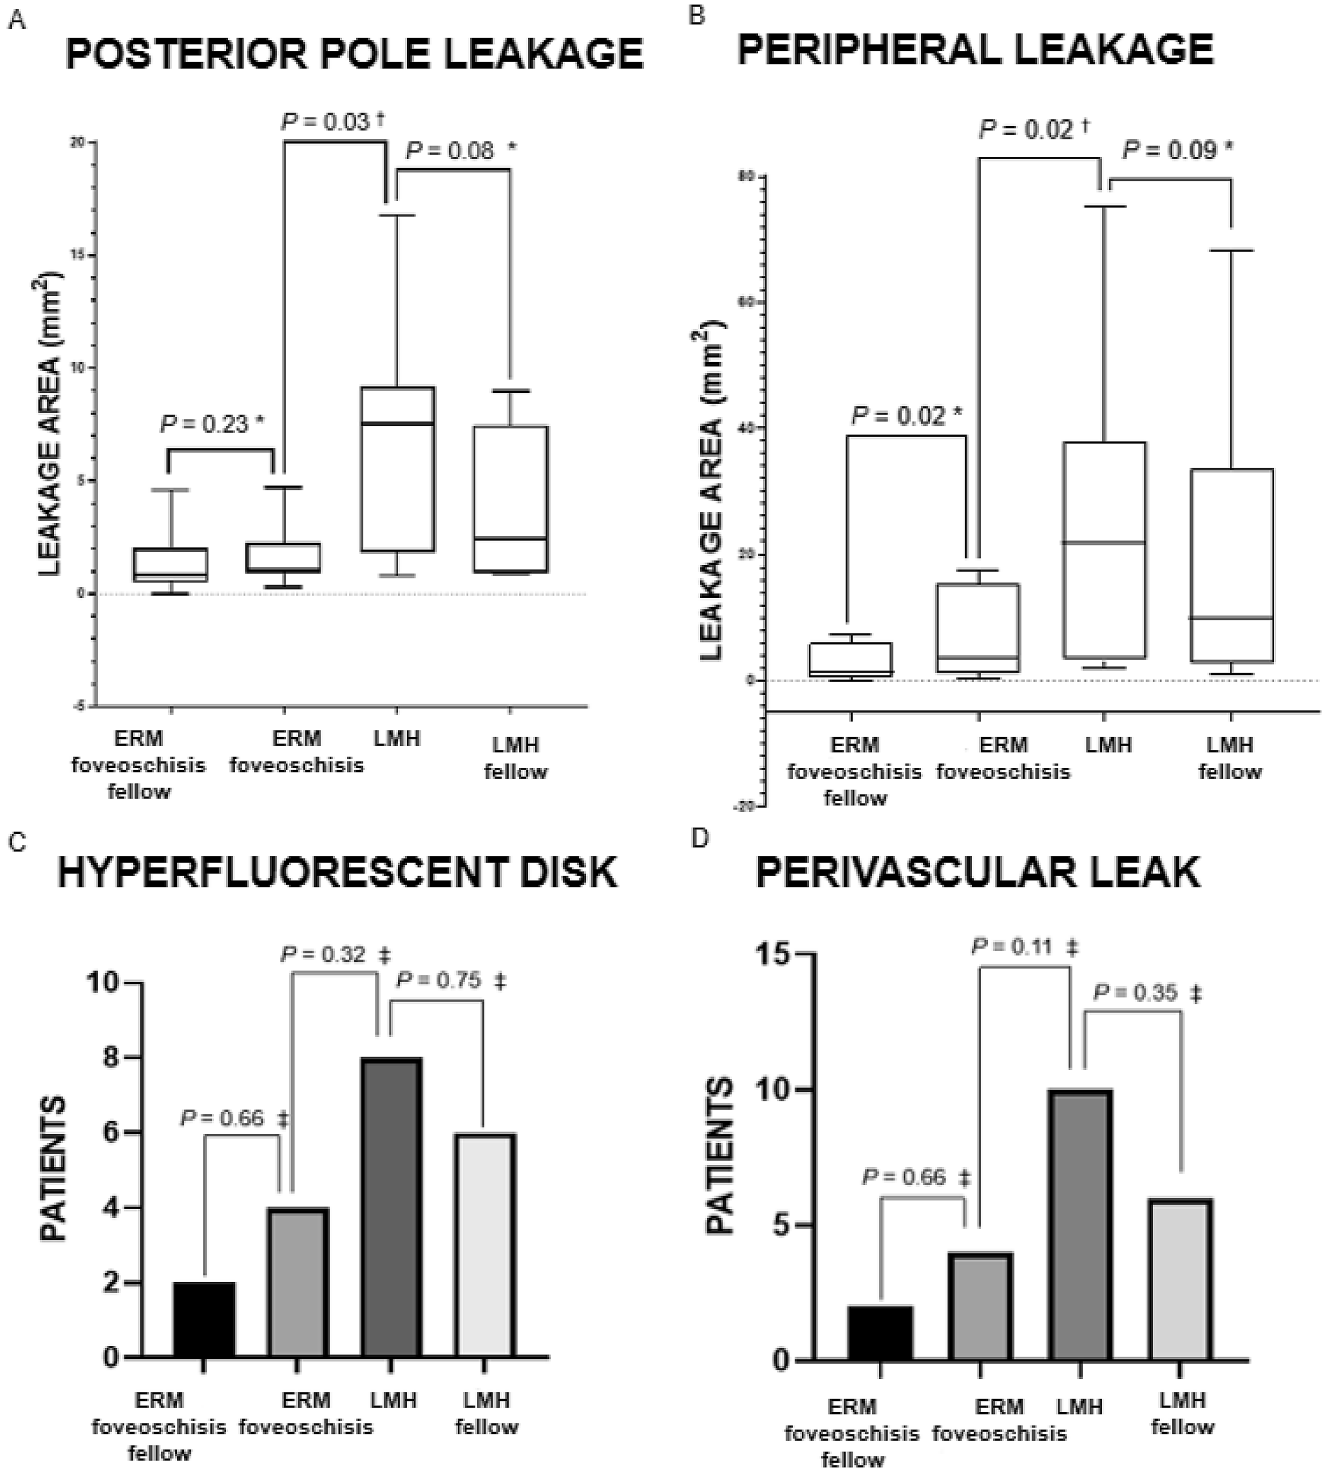 A
POSTERIOR POLE LEAKAGE
P = 0.03 †
P = 0.08 *
P = 0.23 *
LEAKAGE AREA (mm²)
20
15
10
5
0
-5
ERM
foveoschisis
fellow
ERM
foveoschisis
LMH
LMH
fellow
B
PERIPHERAL LEAKAGE
P = 0.02 †
P = 0.09 *
P = 0.02 *
LEAKAGE AREA (mm²)
80
60
40
20
0
-20
ERM
foveoschisis
fellow
ERM
foveoschisis
LMH
LMH
fellow
C
HYPERFLUORESCENT DISK
P = 0.32 ‡
P = 0.75 ‡
P = 0.66 ‡
PATIENTS
10
8
6
4
2
0
ERM
foveoschisis
fellow
ERM
foveoschisis
LMH
LMH
fellow
D
PERIVASCULAR LEAK
P = 0.11 ‡
P = 0.35 ‡
P = 0.66 ‡
PATIENTS
15
10
5
0
ERM
foveoschisis
fellow
ERM
foveoschisis
LMH
LMH
fellow